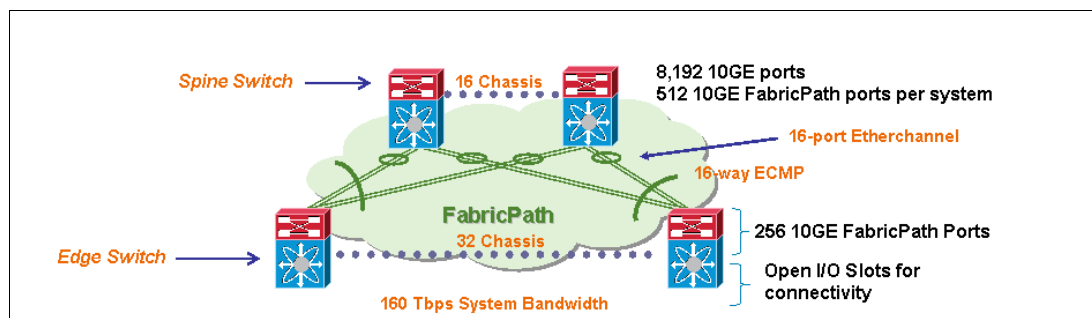 Spine Switch
16 Chassis
8,192 10GE ports
512 10GE FabricPath ports per system
16-port Etherchannel
16-way ECMP
FabricPath
32 Chassis
256 10GE FabricPath Ports
Edge Switch
Open I/O Slots for
connectivity
160 Tbps System Bandwidth